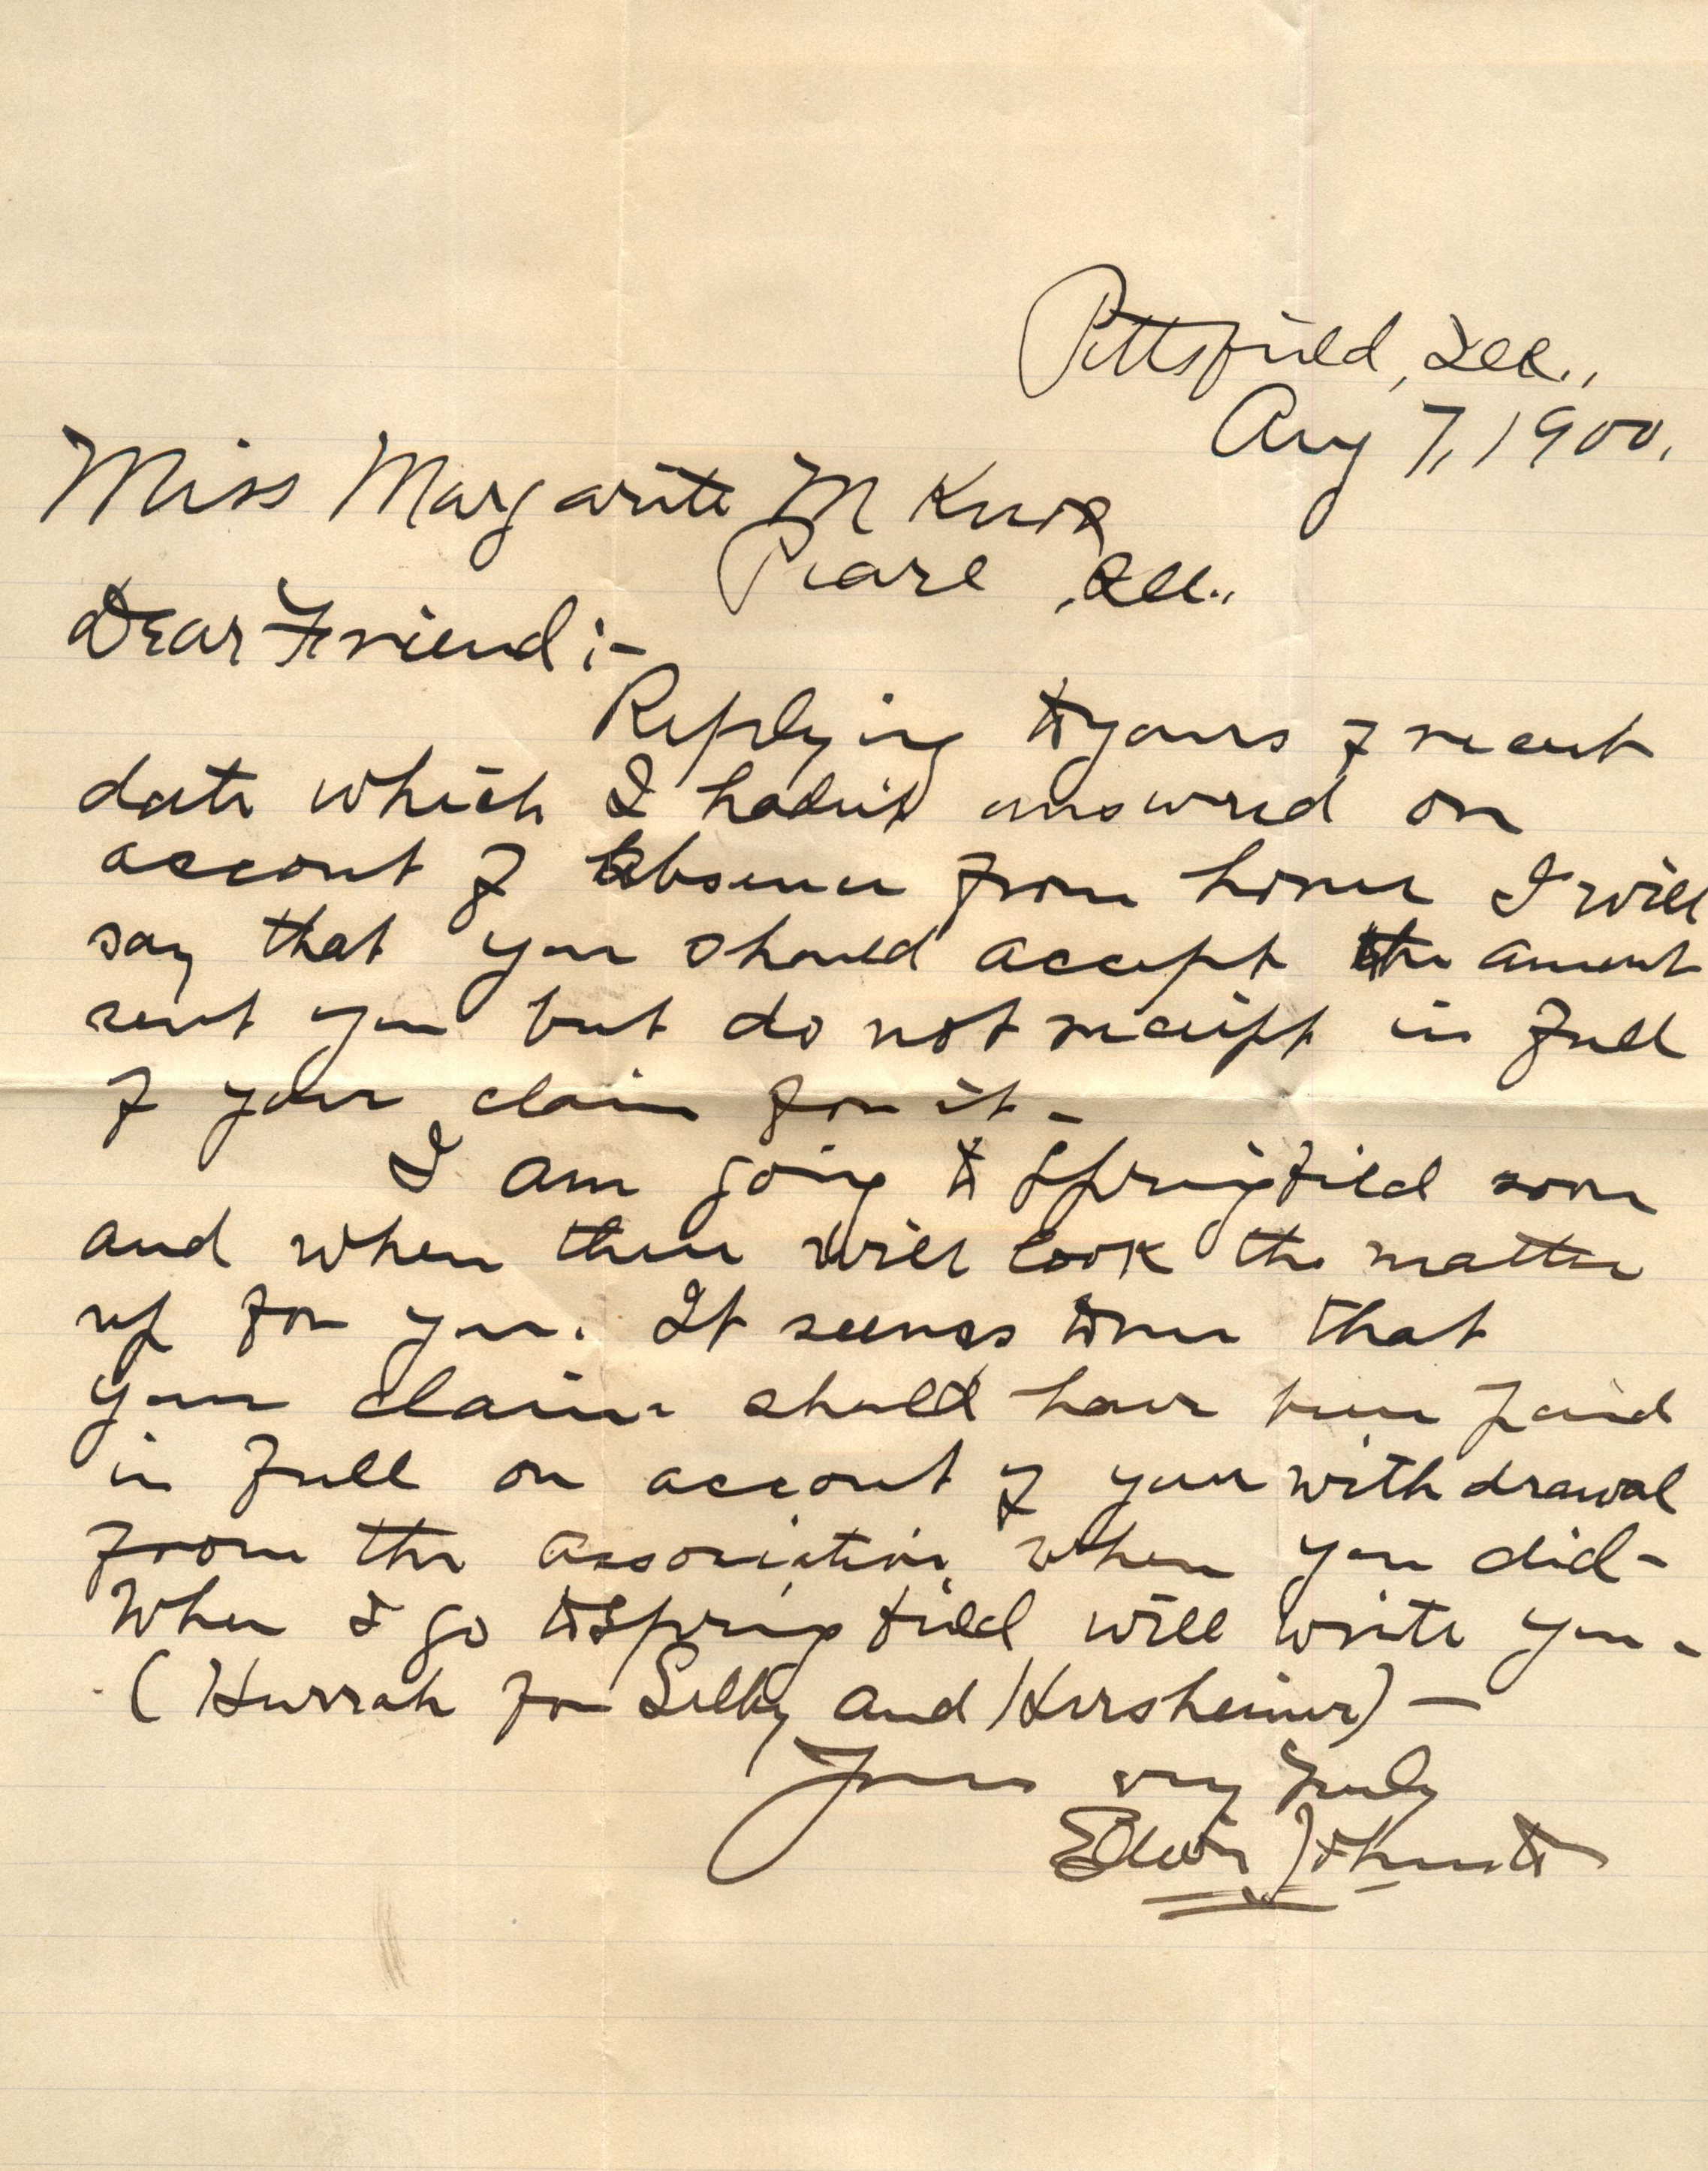 Pittsfield, Ill.,
Aug 7, 1900.
Miss Margarite M Knox
Pearl, Ill.,
Dear Friend :-
Replying to yours of recent
date which I hadn't answered on
account of absence from home I will
say that you should accept the amount
sent you but do not receipt in full
of your claim for it -
I am going to Springfield soon
and when there will look the matter
up for you. It seems to me that
your claim should have been paid
in full on account of your withdrawal
from the association when you did -
When I go to Springfield will write you -
(Hurrah for Selby and Hersheimer) -
Yours very truly
Edwin Johnston